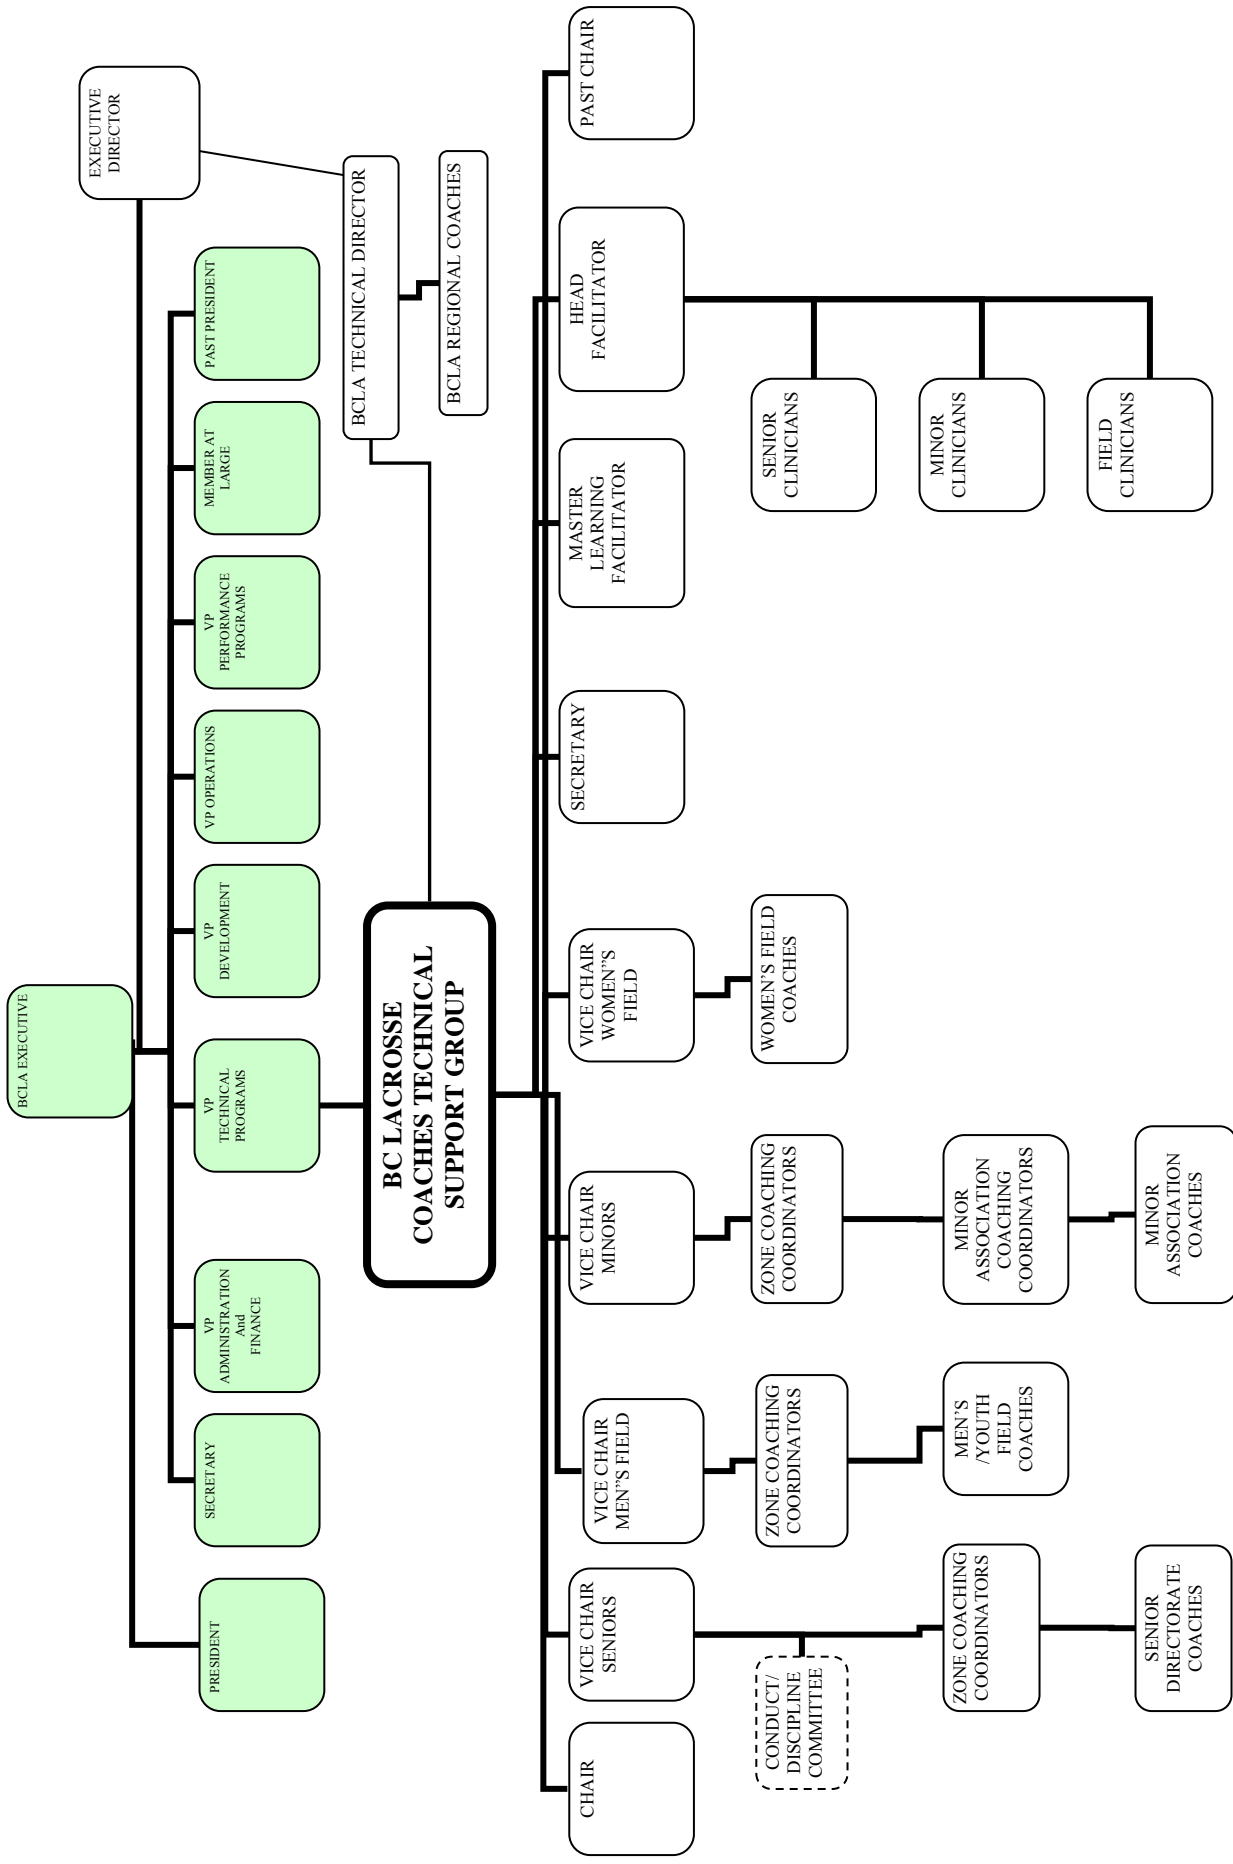 BCLA EXECUTIVE
EXECUTIVE
DIRECTOR
PRESIDENT
SECRETARY
VP
ADMINISTRATION
And
FINANCE
VP
TECHNICAL
PROGRAMS
VP
DEVELOPMENT
VP OPERATIONS
VP
PERFORMANCE
PROGRAMS
MEMBER AT
LARGE
PAST PRESIDENT
BCLA TECHNICAL DIRECTOR
BC LACROSSE
COACHES TECHNICAL
SUPPORT GROUP
BCLA REGIONAL COACHES
CHAIR
VICE CHAIR
SENIORS
VICE CHAIR
MEN"S FIELD
VICE CHAIR
MINORS
VICE CHAIR
WOMEN"S
FIELD
SECRETARY
MASTER
LEARNING
FACILITATOR
HEAD
FACILITATOR
PAST CHAIR
CONDUCT/
DISCIPLINE
COMMITTEE
ZONE COACHING
COORDINATORS
ZONE COACHING
COORDINATORS
WOMEN'S FIELD
COACHES
SENIOR
CLINICIANS
ZONE COACHING
COORDINATORS
MEN'S
/YOUTH
FIELD
COACHES
MINOR
ASSOCIATION
COACHING
COORDINATORS
MINOR
CLINICIANS
SENIOR
DIRECTORATE
COACHES
MINOR
ASSOCIATION
COACHES
FIELD
CLINICIANS